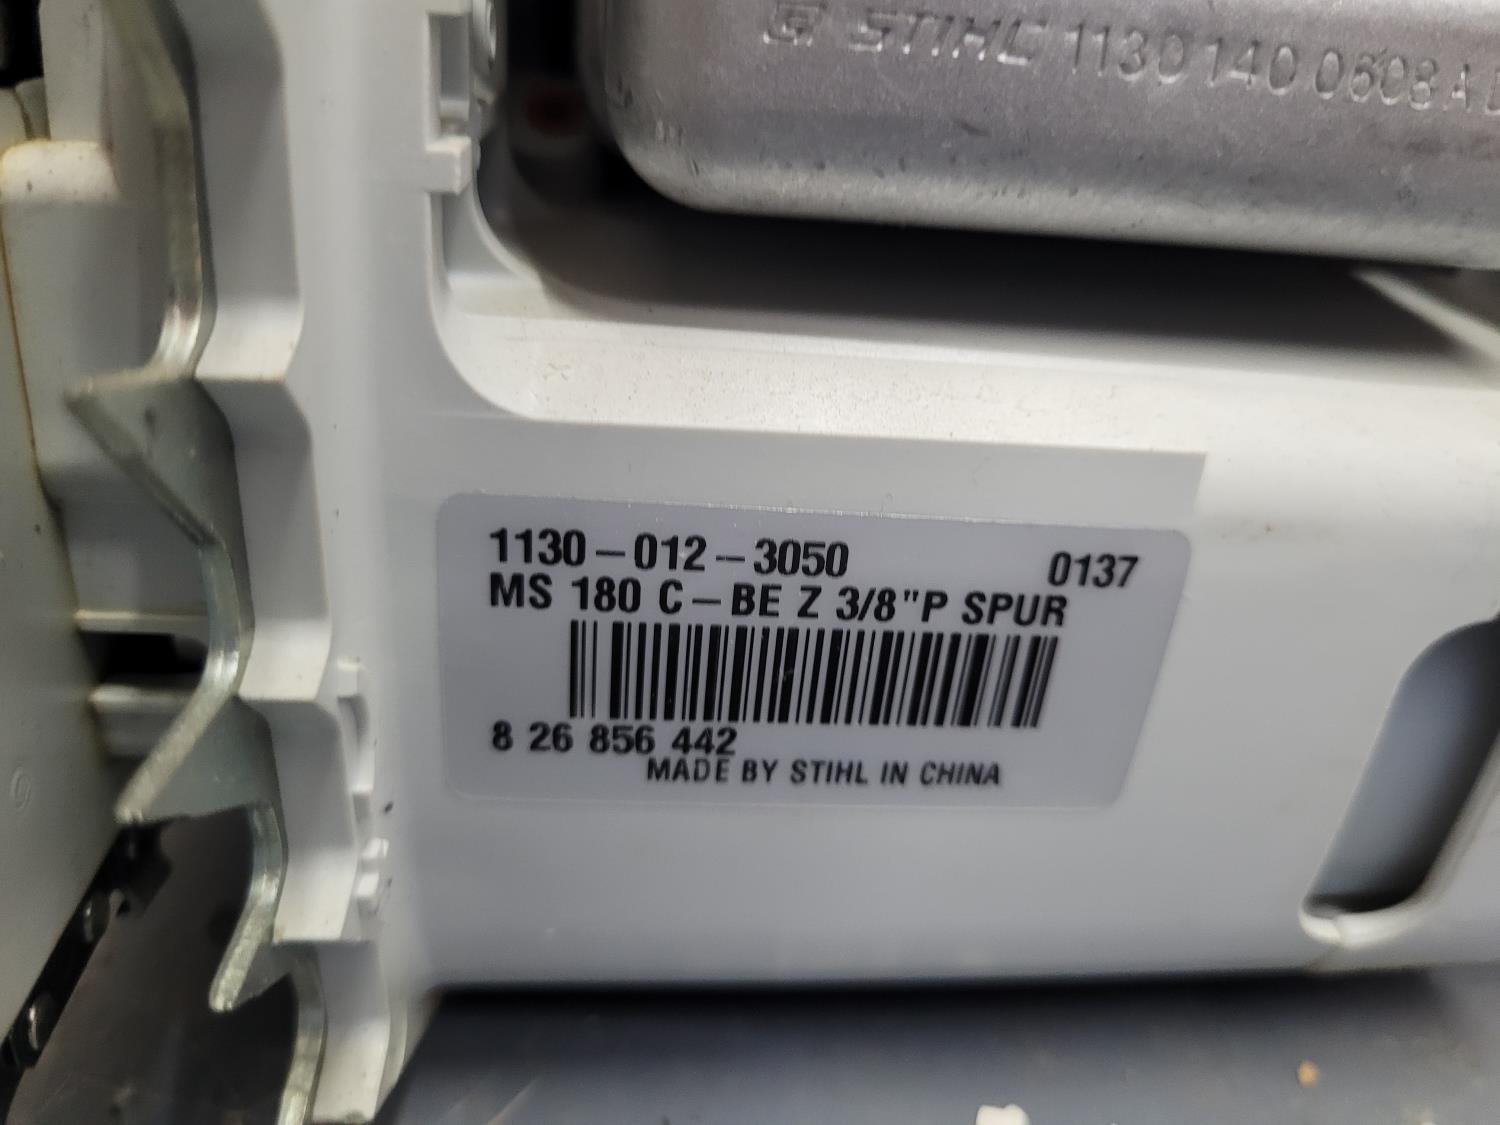 STIHL 1130 140 0608 A
1130-012-3050 0137
MS 180 C-BE Z 3/8"P SPUR
8 26 856 442
MADE BY STIHL IN CHINA